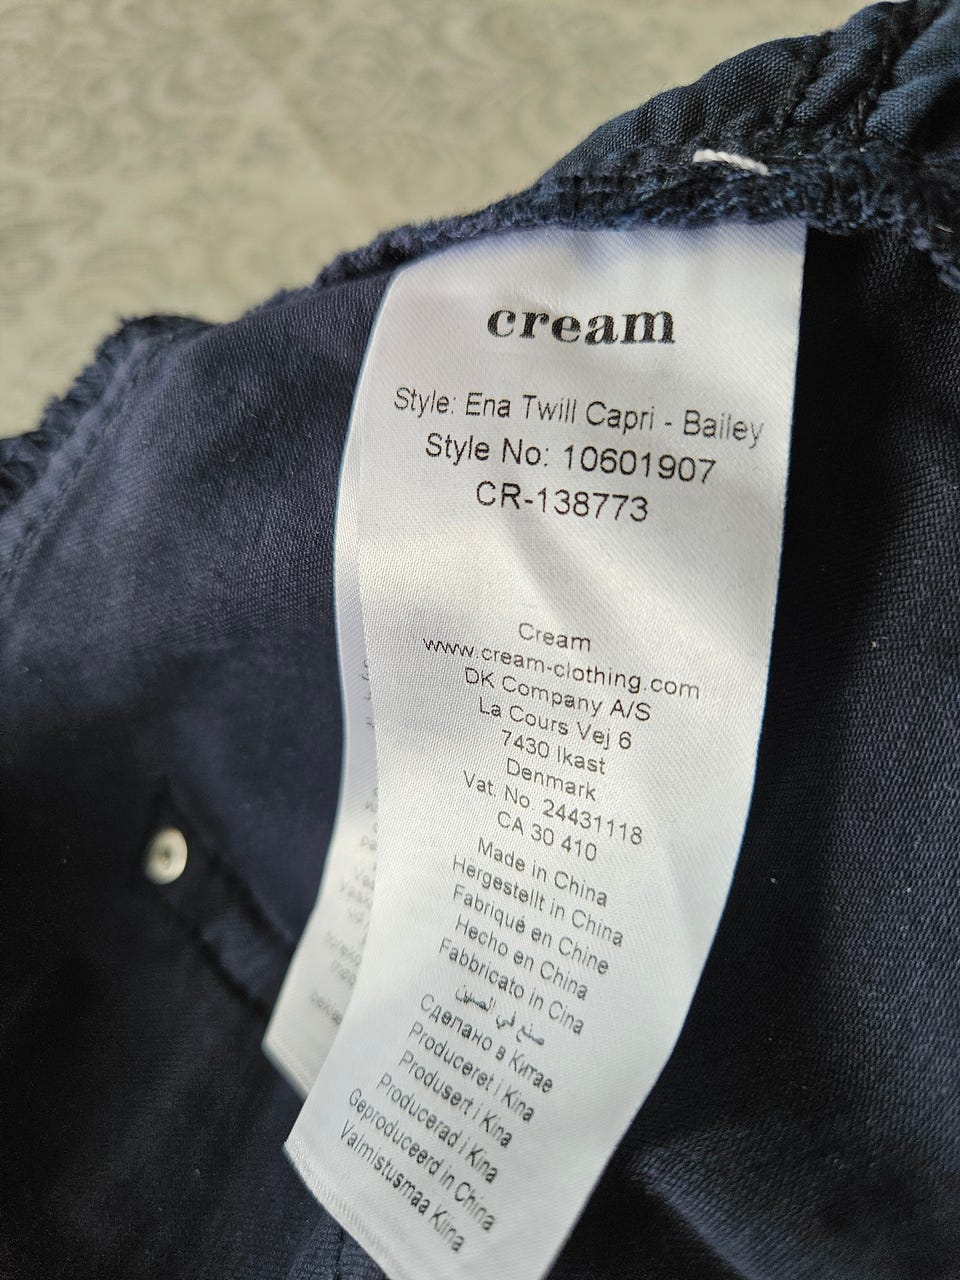 cream
Style: Ena Twill Capri - Bailey
Style No: 10601907
CR-138773
Cream
www.cream-clothing.com
DK Company A/S
La Cours Vej 6
7430 Ikast
Denmark
Vat. No. 24431118
CA 30 410
Made in China
Hergestellt in China
Fabriqué en Chine
Hecho en China
Fabbricato in Cina
صنع في الصين
Сделано в Китае
Produceret i Kina
Produsert i Kina
Producerad i Kina
Geproduceerd in China
Valmistusmaa Kiina